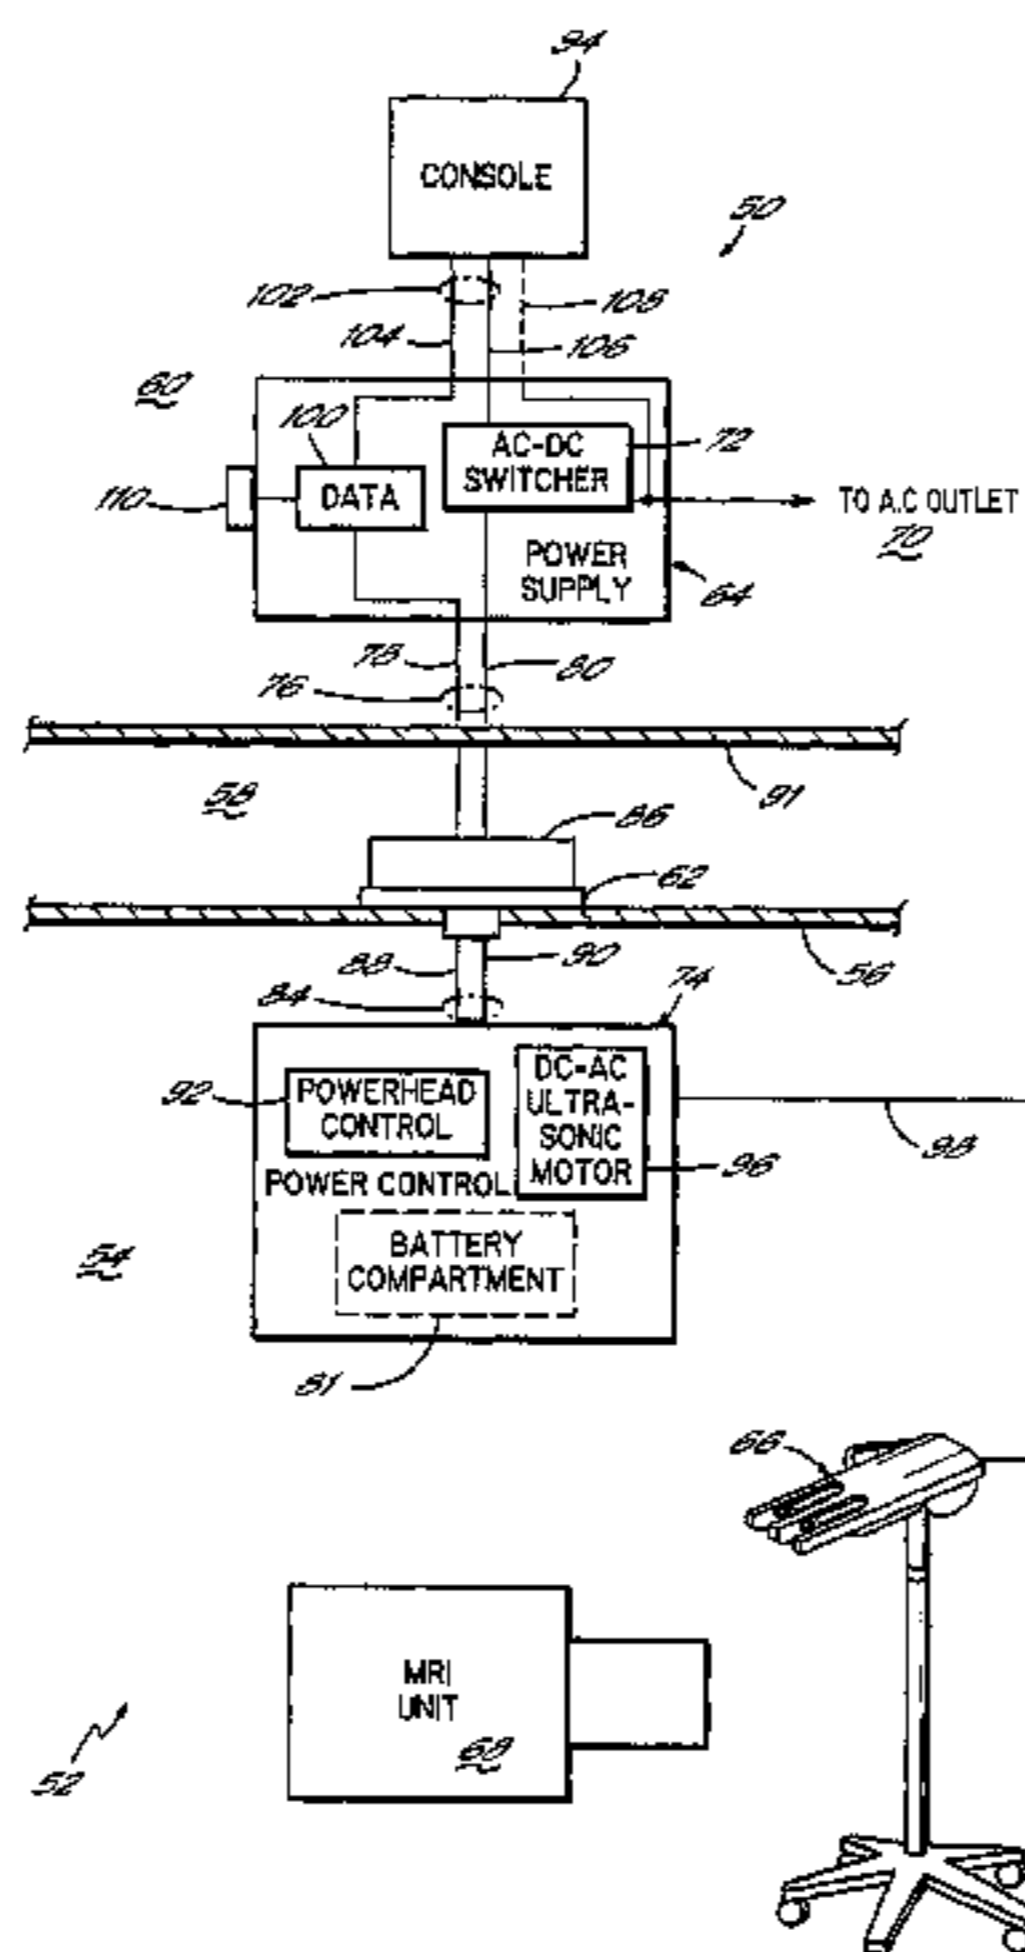 94
CONSOLE
50
102
108
104
106
60
100
AC-DC
SWITCHER
72
110
DATA
TO A.C OUTLET
70
POWER
SUPPLY
64
78
80
76
91
58
86
62
88
90
56
84
74
92
POWERHEAD
CONTROL
DC-AC
ULTRA-
SONIC
MOTOR
98
96
POWER CONTROL
BATTERY
COMPARTMENT
54
81
66
MRI
UNIT
68
52